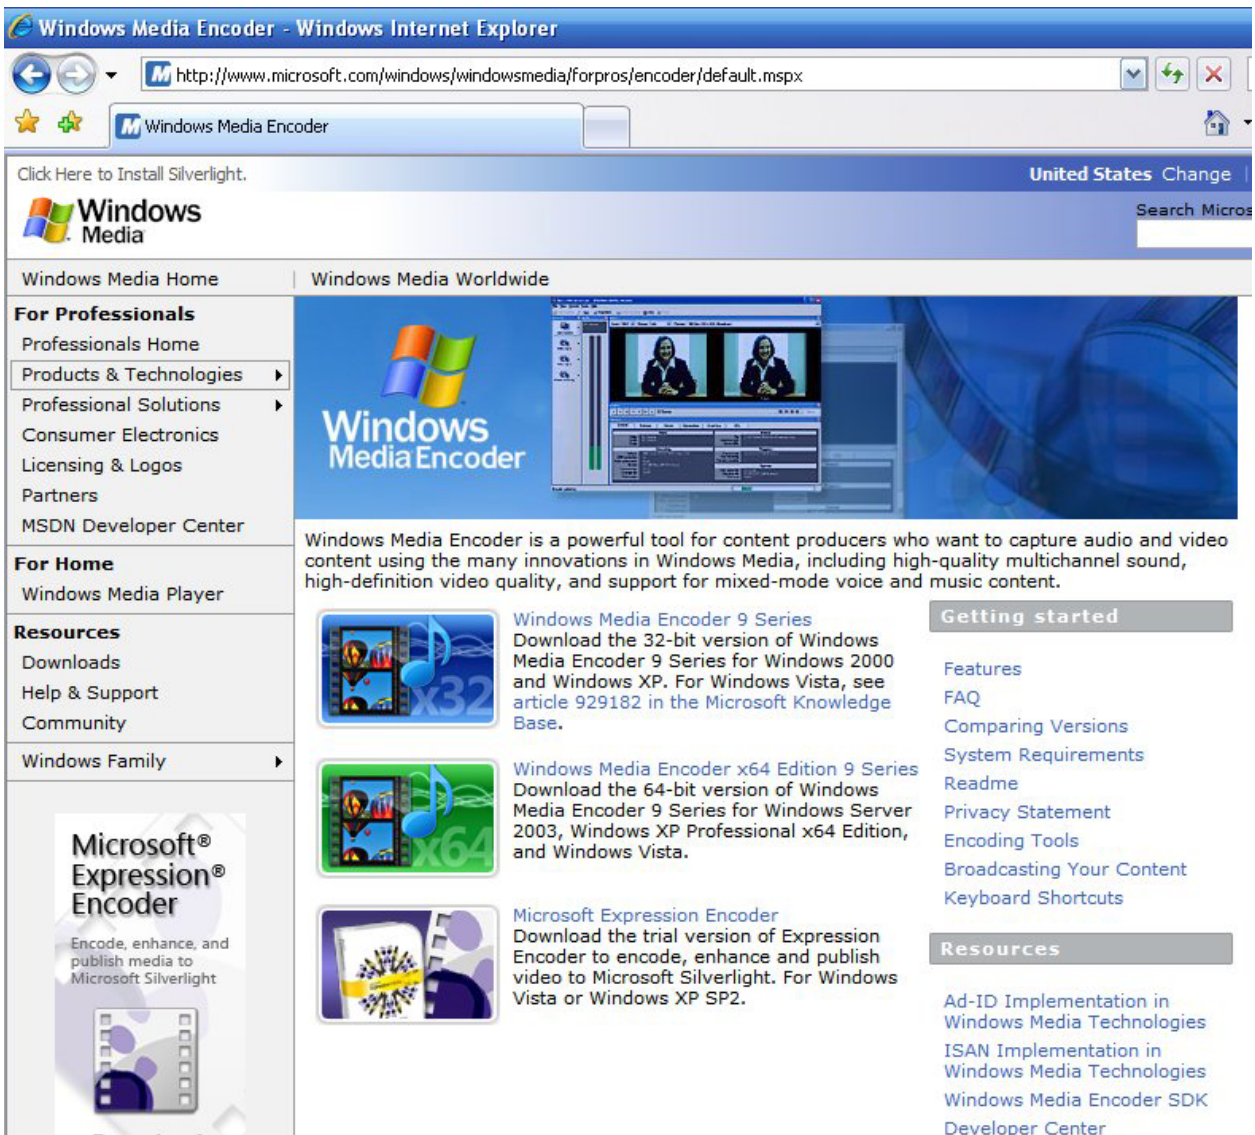 Windows Media Encoder - Windows Internet Explorer
http://www.microsoft.com/windows/windowsmedia/forpros/encoder/default.mspx
Windows Media Encoder
Click Here to Install Silverlight.
United States Change |
Windows
Media
Search Micros
Windows Media Home | Windows Media Worldwide
For Professionals
Professionals Home
Products & Technologies
Professional Solutions
Consumer Electronics
Licensing & Logos
Partners
MSDN Developer Center
For Home
Windows Media Player
Resources
Downloads
Help & Support
Community
Windows Family
Microsoft®
Expression®
Encoder
Encode, enhance, and
publish media to
Microsoft Silverlight
Windows
Media Encoder
Windows Media Encoder is a powerful tool for content producers who want to capture audio and video
content using the many innovations in Windows Media, including high-quality multichannel sound,
high-definition video quality, and support for mixed-mode voice and music content.
x32
Windows Media Encoder 9 Series
Download the 32-bit version of Windows
Media Encoder 9 Series for Windows 2000
and Windows XP. For Windows Vista, see
article 929182 in the Microsoft Knowledge
Base.
x64
Windows Media Encoder x64 Edition 9 Series
Download the 64-bit version of Windows
Media Encoder 9 Series for Windows Server
2003, Windows XP Professional x64 Edition,
and Windows Vista.
Microsoft Expression Encoder
Download the trial version of Expression
Encoder to encode, enhance and publish
video to Microsoft Silverlight. For Windows
Vista or Windows XP SP2.
Getting started
Features
FAQ
Comparing Versions
System Requirements
Readme
Privacy Statement
Encoding Tools
Broadcasting Your Content
Keyboard Shortcuts
Resources
Ad-ID Implementation in
Windows Media Technologies
ISAN Implementation in
Windows Media Technologies
Windows Media Encoder SDK
Developer Center